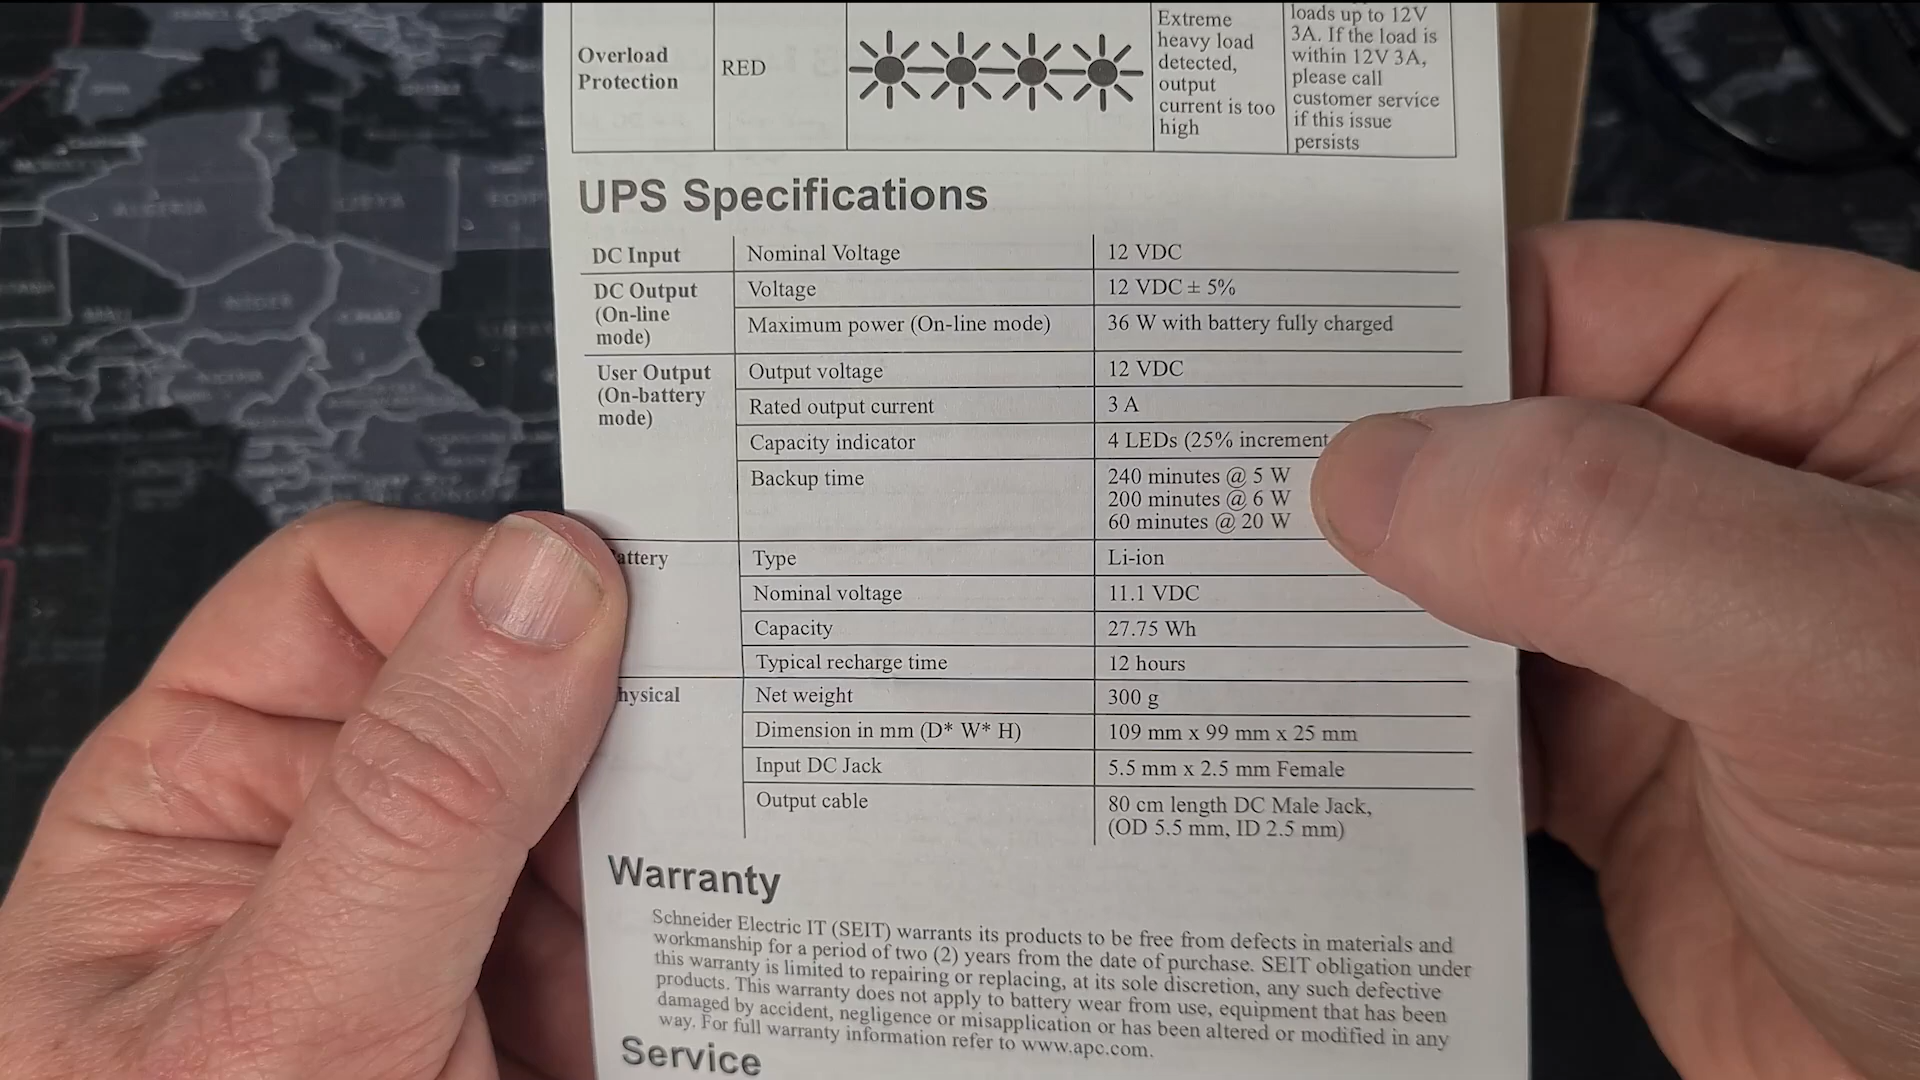 Overload
Protection
RED
Extreme
heavy load
detected,
output
current is too
high
loads up to 12V
3A. If the load is
within 12V 3A,
please call
customer service
if this issue
persists
UPS Specifications
DC Input
Nominal Voltage
12 VDC
DC Output
(On-line
mode)
Voltage
12 VDC ± 5%
Maximum power (On-line mode)
36 W with battery fully charged
User Output
(On-battery
mode)
Output voltage
12 VDC
Rated output current
3 A
Capacity indicator
4 LEDs (25% increment
Backup time
240 minutes @ 5 W
200 minutes @ 6 W
60 minutes @ 20 W
attery
Type
Li-ion
Nominal voltage
11.1 VDC
Capacity
27.75 Wh
Typical recharge time
12 hours
hysical
Net weight
300 g
Dimension in mm (D* W* H)
109 mm x 99 mm x 25 mm
Input DC Jack
5.5 mm x 2.5 mm Female
Output cable
80 cm length DC Male Jack,
(OD 5.5 mm, ID 2.5 mm)
Warranty
Schneider Electric IT (SEIT) warrants its products to be free from defects in materials and
workmanship for a period of two (2) years from the date of purchase. SEIT obligation under
this warranty is limited to repairing or replacing, at its sole discretion, any such defective
products. This warranty does not apply to battery wear from use, equipment that has been
damaged by accident, negligence or misapplication or has been altered or modified in any
way. For full warranty information refer to www.apc.com.
Service
ALGERIA
LIBYA
NIGER
CHAD